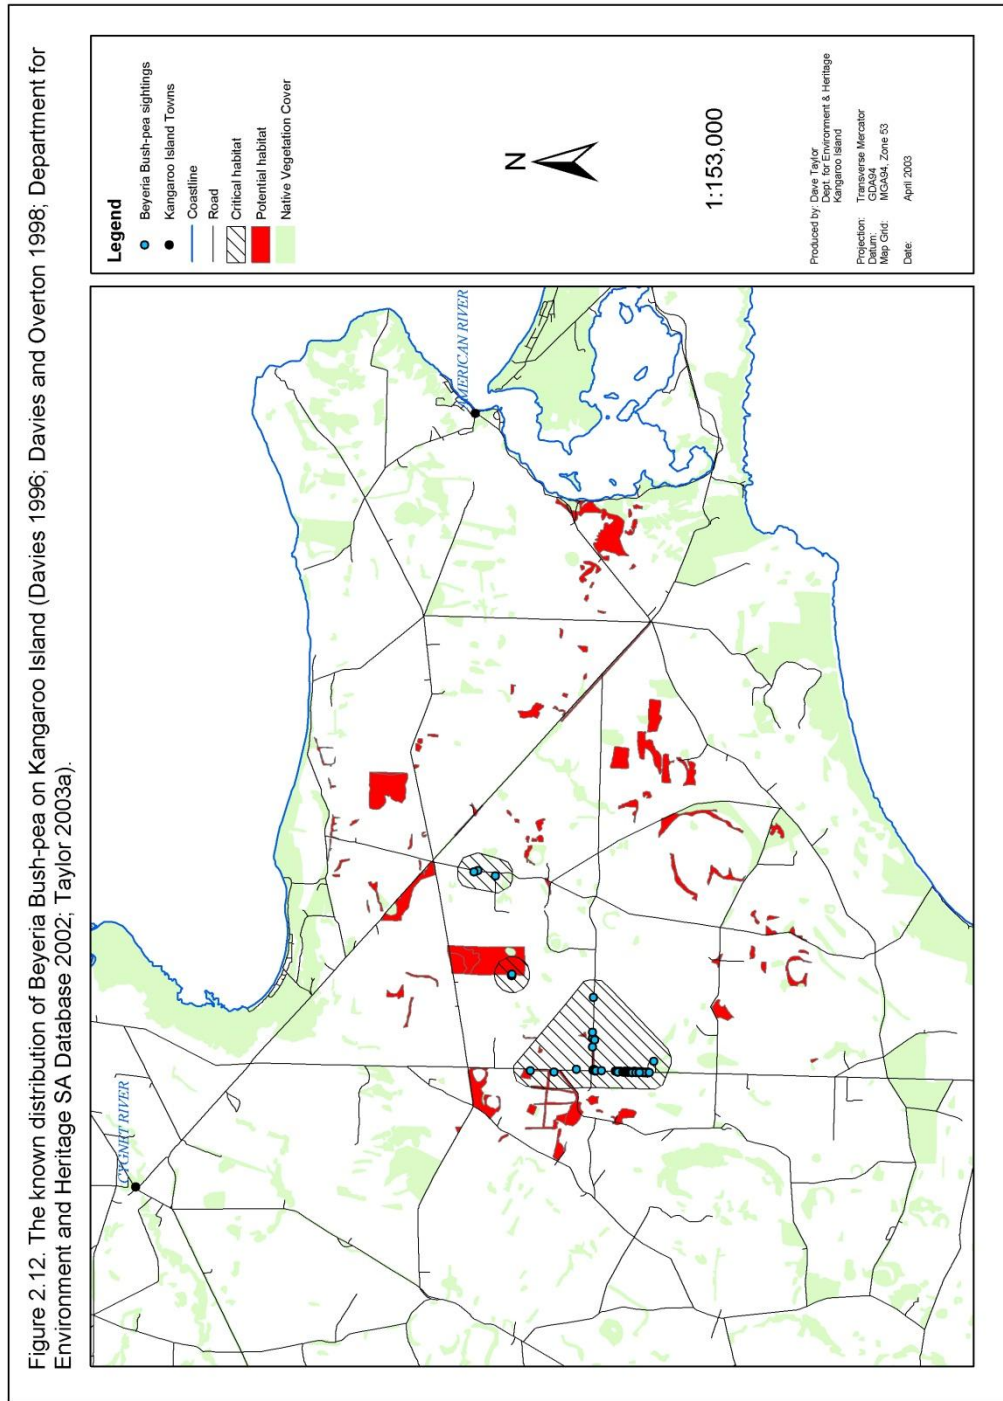 Figure 2.12. The known distribution of Beyeria Bush-pea on Kangaroo Island (Davies 1996; Davies and Overton 1998; Department for
Environment and Heritage SA Database 2002; Taylor 2003a).
CYGNET RIVER
AMERICAN RIVER
Legend
Beyeria Bush-pea sightings
Kangaroo Island Towns
Coastline
Road
Critical habitat
Potential habitat
Native Vegetation Cover
N
1:153,000
Produced by: Dave Taylor
Dept. for Environment & Heritage
Kangaroo Island
Projection: Transverse Mercator
Datum: GDA94
Map Grid: MGA94, Zone 53
Date: April 2003